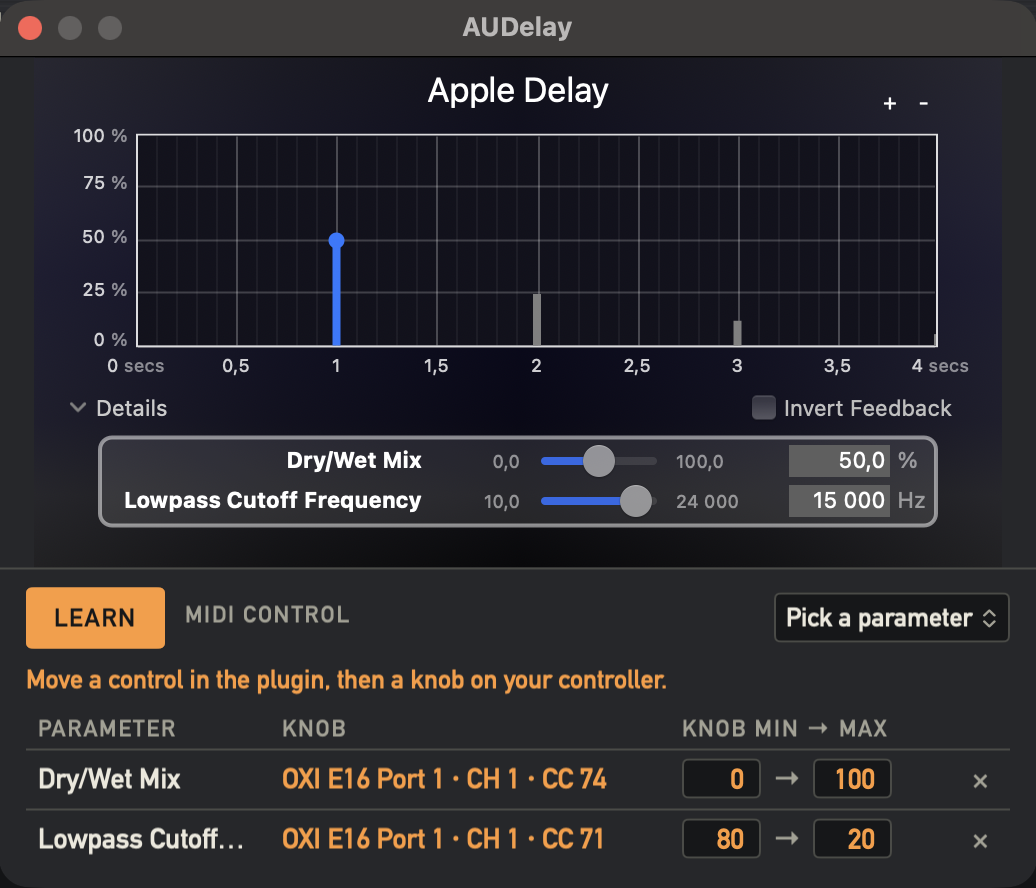 AUDelay
Apple Delay
+ -
100 %
75 %
50 %
25 %
0 %
0 secs 0,5 1 1,5 2 2,5 3 3,5 4 secs
Details Invert Feedback
Dry/Wet Mix 0,0 100,0 50,0 %
Lowpass Cutoff Frequency 10,0 24 000 15 000 Hz
LEARN MIDI CONTROL Pick a parameter
Move a control in the plugin, then a knob on your controller.
PARAMETER KNOB KNOB MIN → MAX
Dry/Wet Mix OXI E16 Port 1 · CH 1 · CC 74 0 → 100 ×
Lowpass Cutoff... OXI E16 Port 1 · CH 1 · CC 71 80 → 20 ×